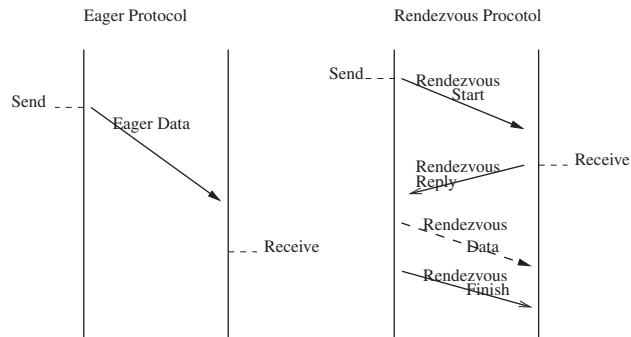 Eager Protocol
Send
Eager Data
Receive
Rendezvous Procotol
Send
Rendezvous
Start
Receive
Rendezvous
Reply
Rendezvous
Data
Rendezvous
Finish